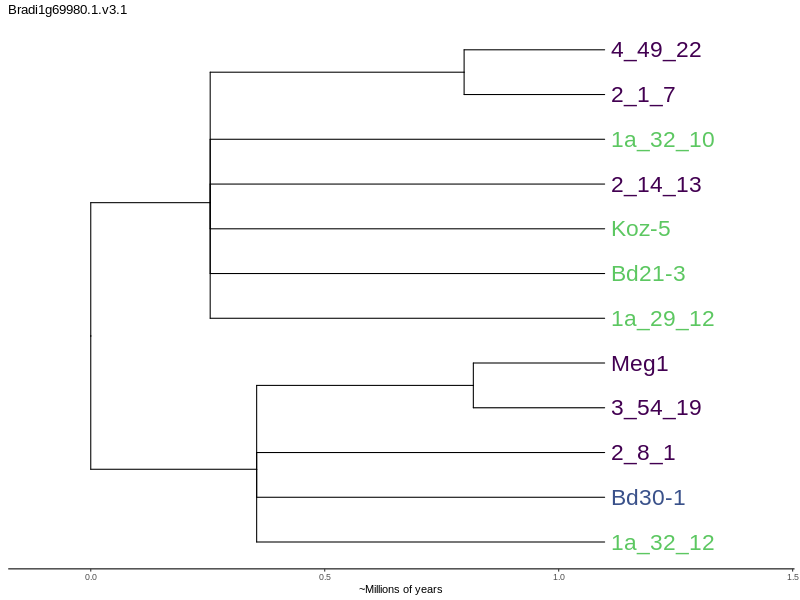 Bradi1g69980.1.v3.1
4_49_22
2_1_7
1a_32_10
2_14_13
Koz-5
Bd21-3
1a_29_12
Meg1
3_54_19
2_8_1
Bd30-1
1a_32_12
0.0 0.5 1.0 1.5
~Millions of years